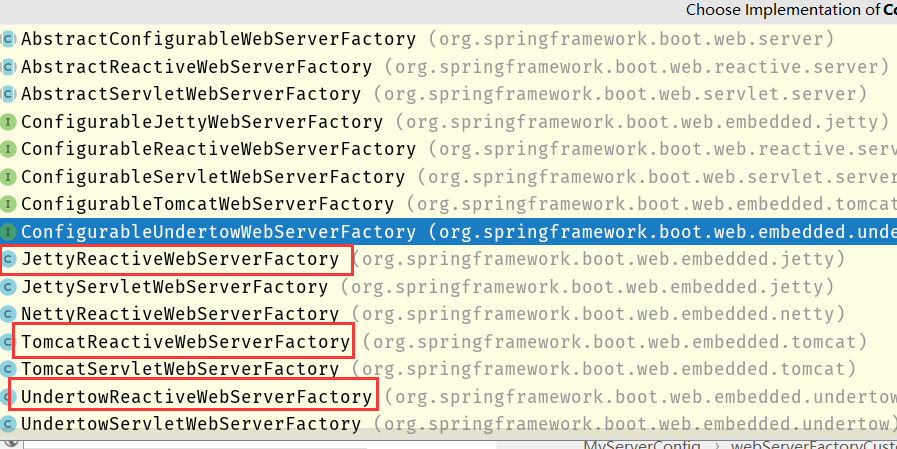 Choose Implementation of Co
AbstractConfigurableWebServerFactory (org.springframework.boot.web.server)
AbstractReactiveWebServerFactory (org.springframework.boot.web.reactive.server)
AbstractServletWebServerFactory (org.springframework.boot.web.servlet.server)
ConfigurableJettyWebServerFactory (org.springframework.boot.web.embedded.jetty)
ConfigurableReactiveWebServerFactory (org.springframework.boot.web.reactive.serv
ConfigurableServletWebServerFactory (org.springframework.boot.web.servlet.server
ConfigurableTomcatWebServerFactory (org.springframework.boot.web.embedded.tomcat
ConfigurableUndertowWebServerFactory (org.springframework.boot.web.embedded.unde
JettyReactiveWebServerFactory (org.springframework.boot.web.embedded.jetty)
JettyServletWebServerFactory (org.springframework.boot.web.embedded.jetty)
NettyReactiveWebServerFactory (org.springframework.boot.web.embedded.netty)
TomcatReactiveWebServerFactory (org.springframework.boot.web.embedded.tomcat)
TomcatServletWebServerFactory (org.springframework.boot.web.embedded.tomcat)
UndertowReactiveWebServerFactory (org.springframework.boot.web.embedded.undertow
UndertowServletWebServerFactory (org.springframework.boot.web.embedded.undertow)
MyServerConfig › webServerFactoryCust